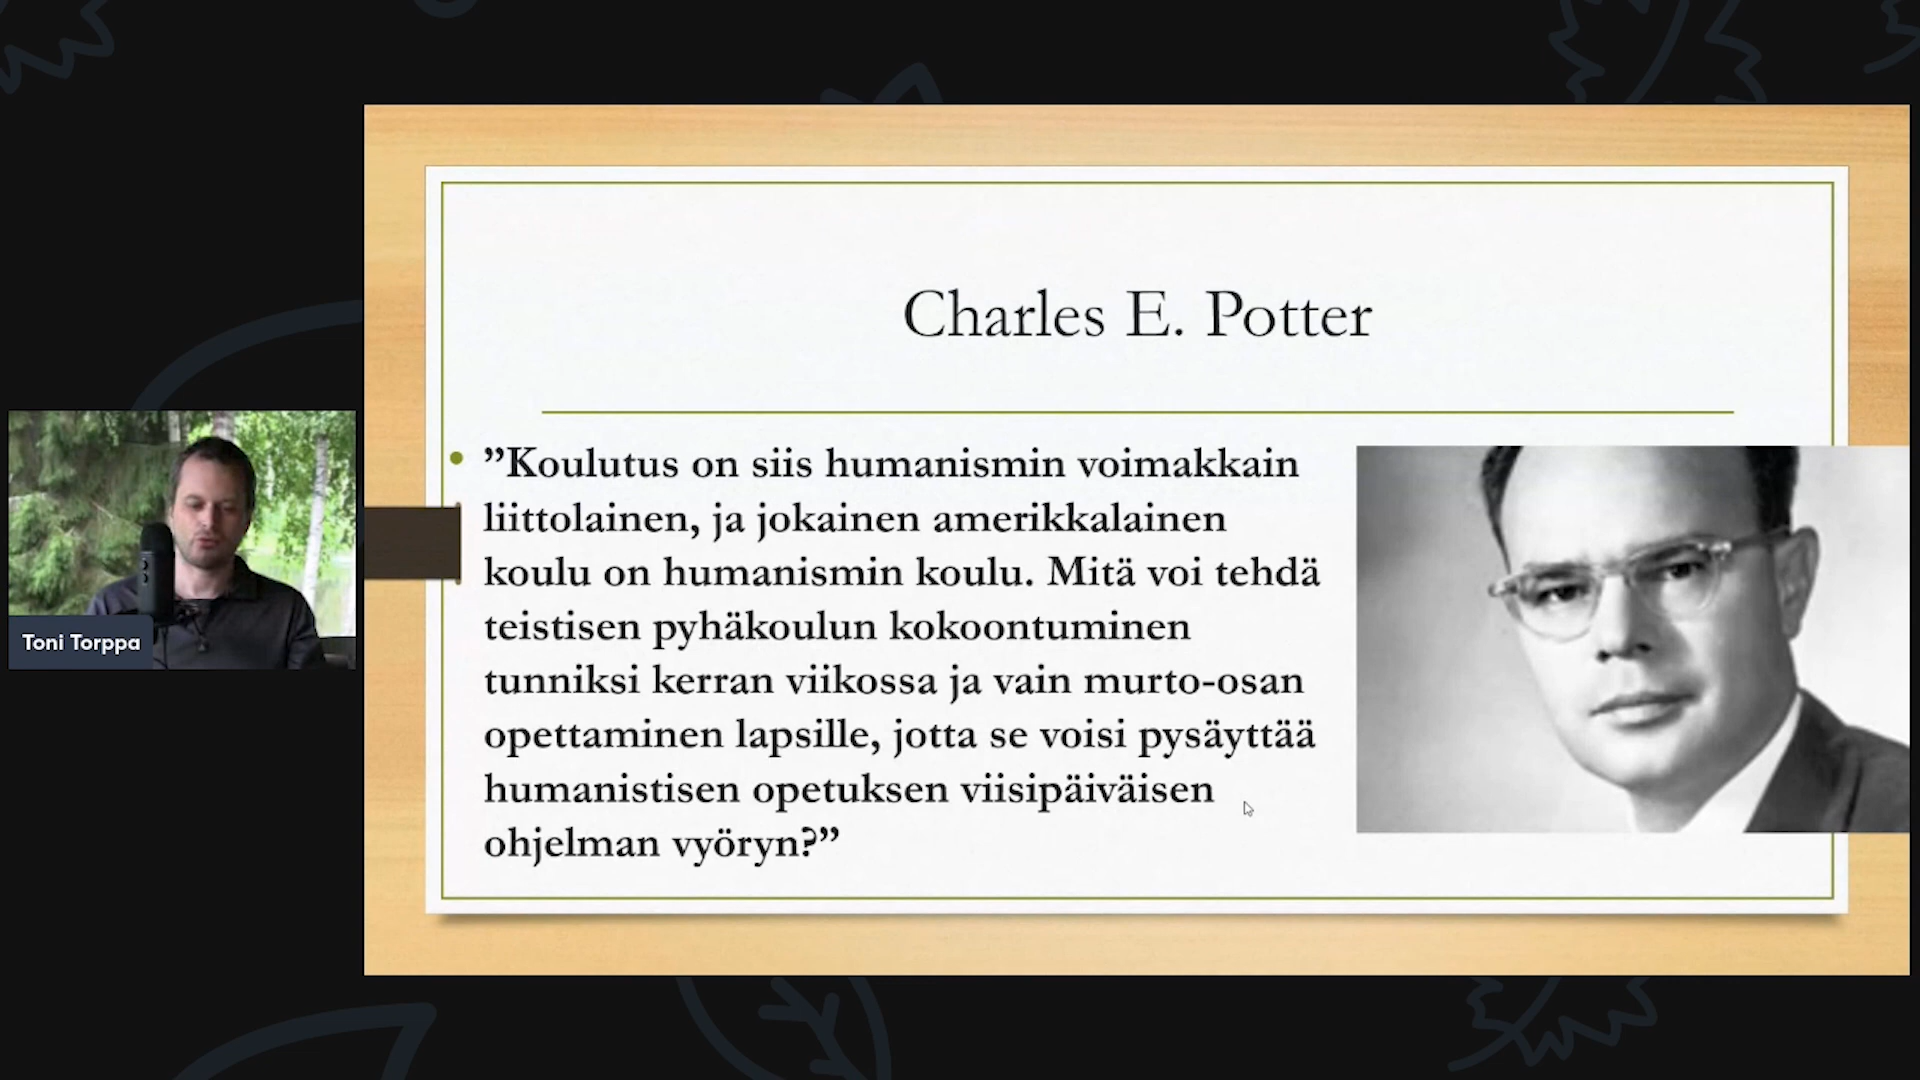 Charles E. Potter
”Koulutus on siis humanismin voimakkain
liittolainen, ja jokainen amerikkalainen
koulu on humanismin koulu. Mitä voi tehdä
teistisen pyhäkoulun kokoontuminen
tunniksi kerran viikossa ja vain murto-osan
opettaminen lapsille, jotta se voisi pysäyttää
humanistisen opetuksen viisipäiväisen
ohjelman vyöryn?”
Toni Torppa